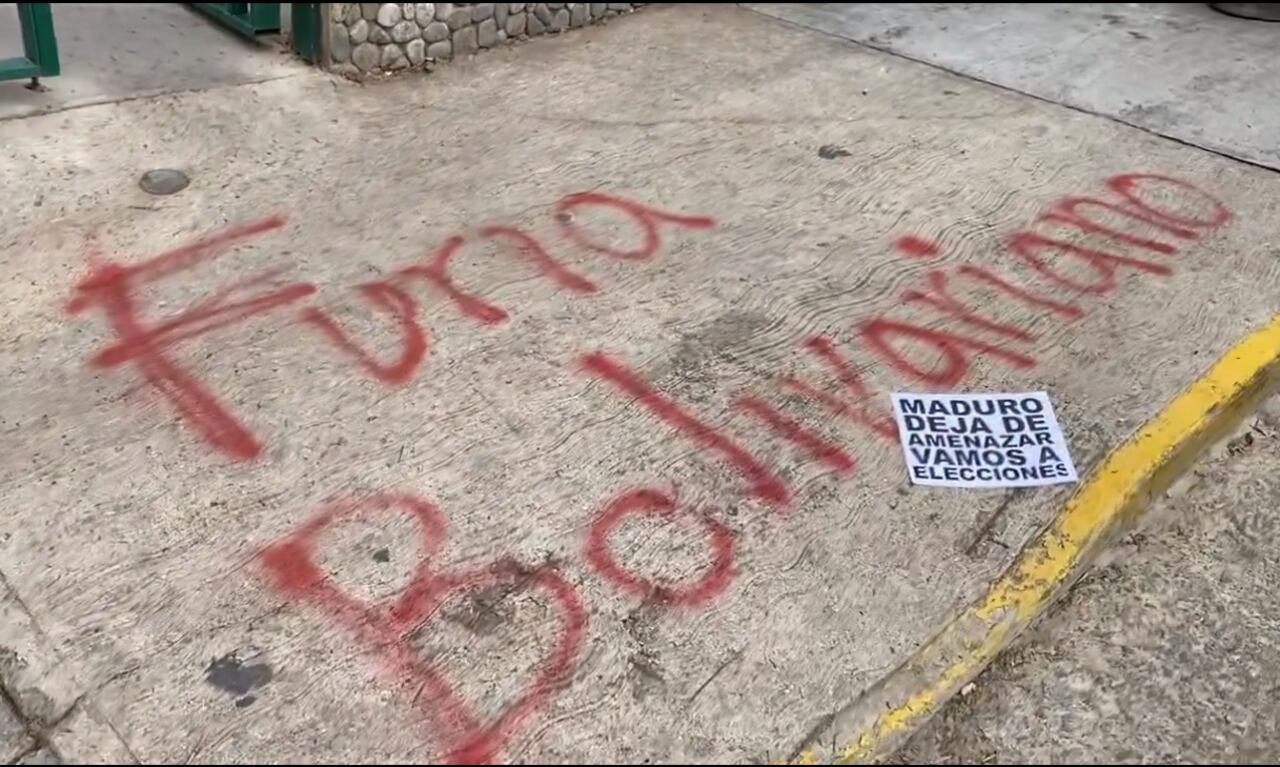 Furia
Bolivariano
MADURO
DEJA DE
AMENAZAR
VAMOS A
ELECCIONES